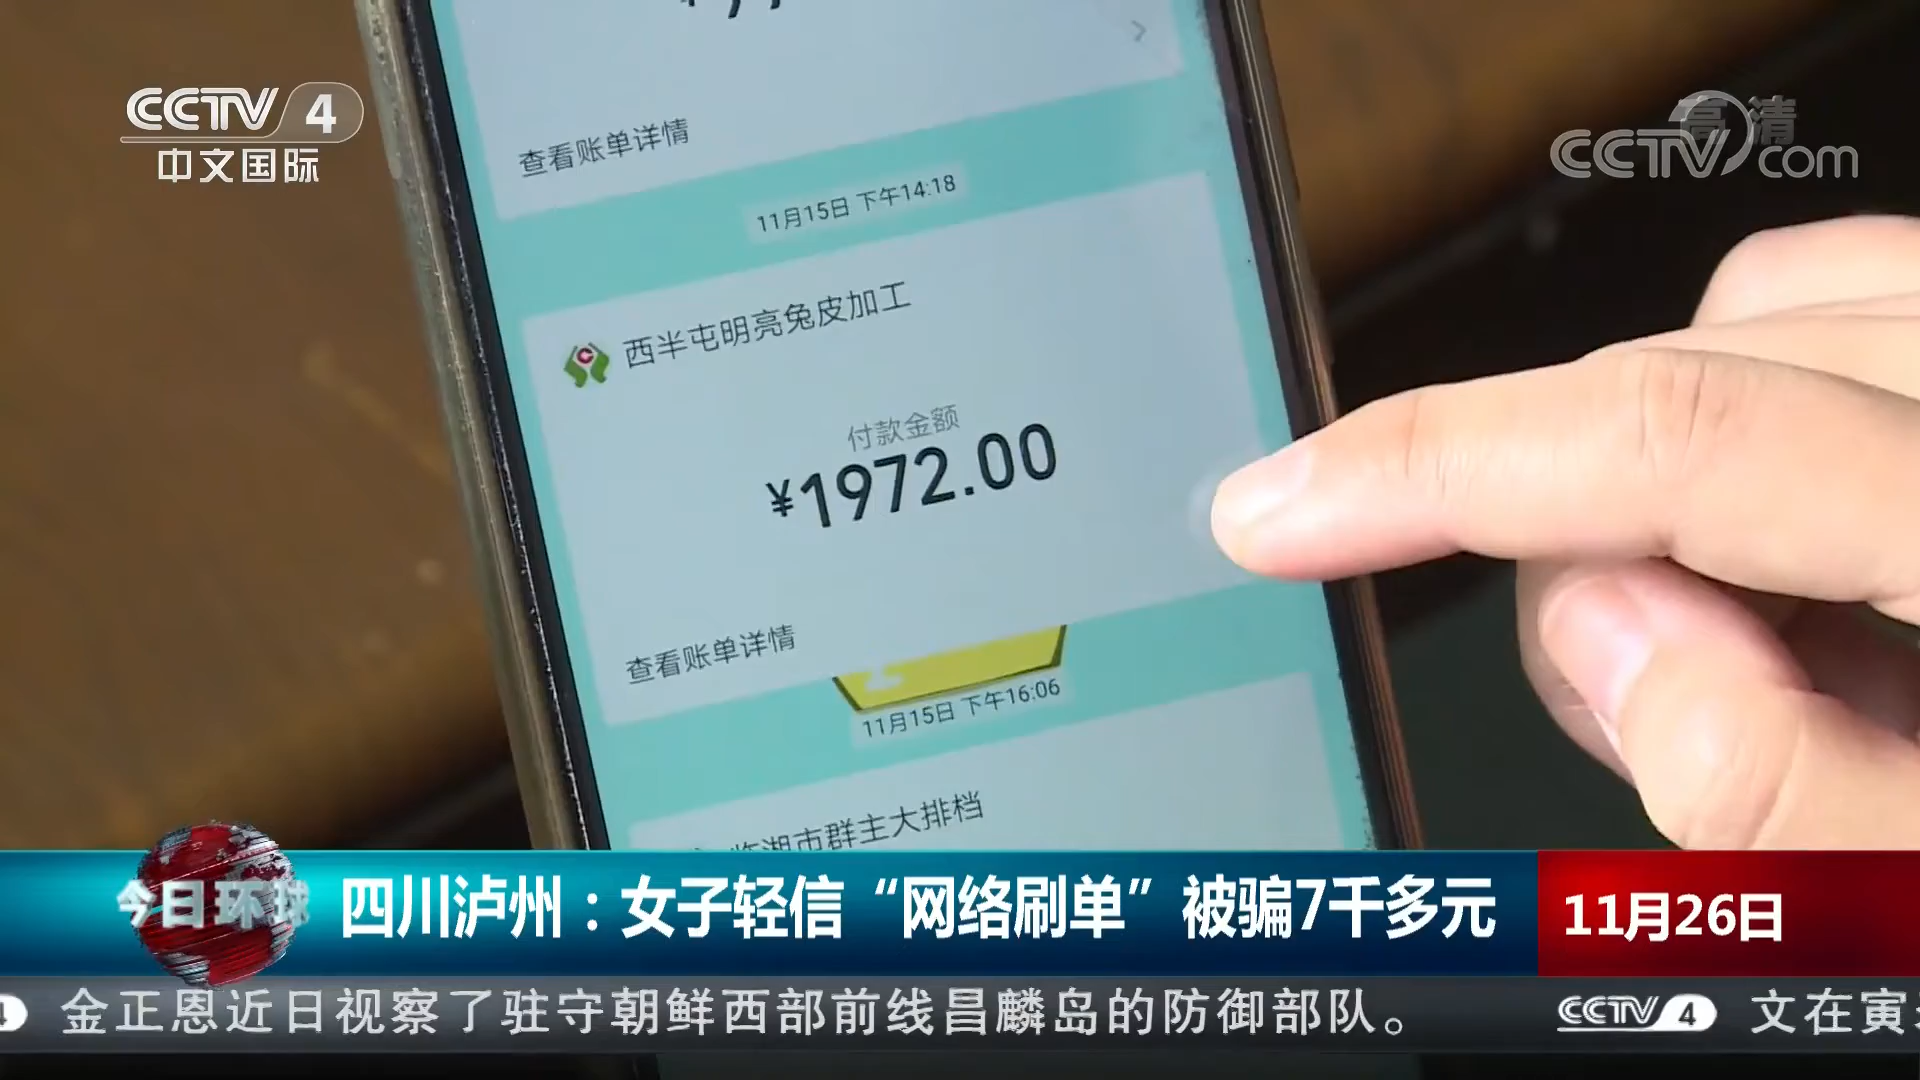 CCTV 4
中文国际
高清
CCTV com
查看账单详情
11月15日 下午14:18
西半屯明亮兔皮加工
付款金额
¥1972.00
查看账单详情
11月15日 下午16:06
临湘市群主大排档
今日环球
四川泸州：女子轻信“网络刷单”被骗7千多元
11月26日
4 金正恩近日视察了驻守朝鲜西部前线昌麟岛的防御部队。 CCTV 4 文在寅